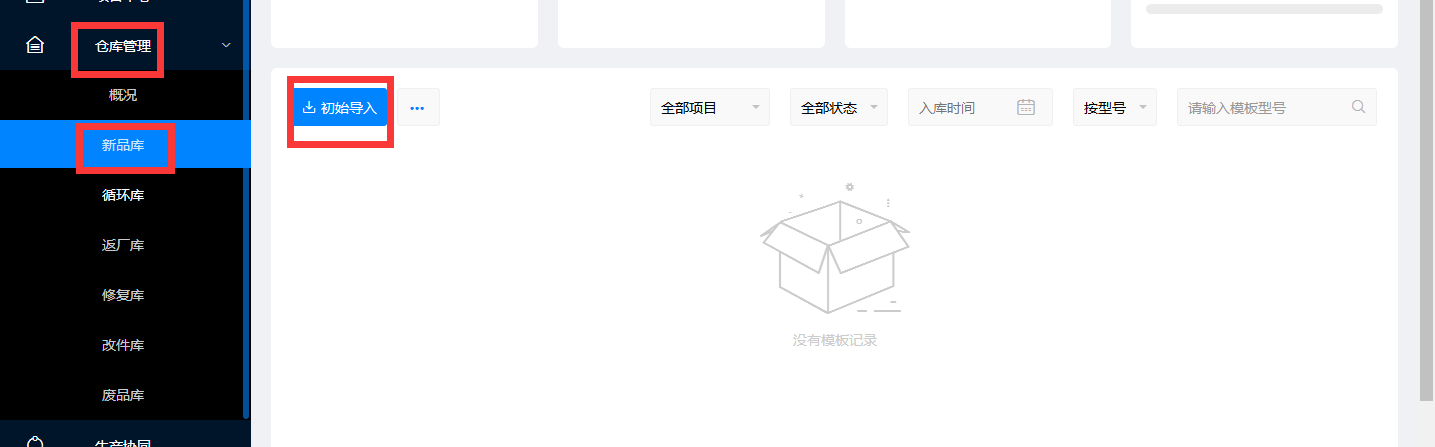 仓库管理
概况
新品库
循环库
返厂库
修复库
改件库
废品库
初始导入
全部项目
全部状态
入库时间
按型号
请输入模板型号
没有模板记录